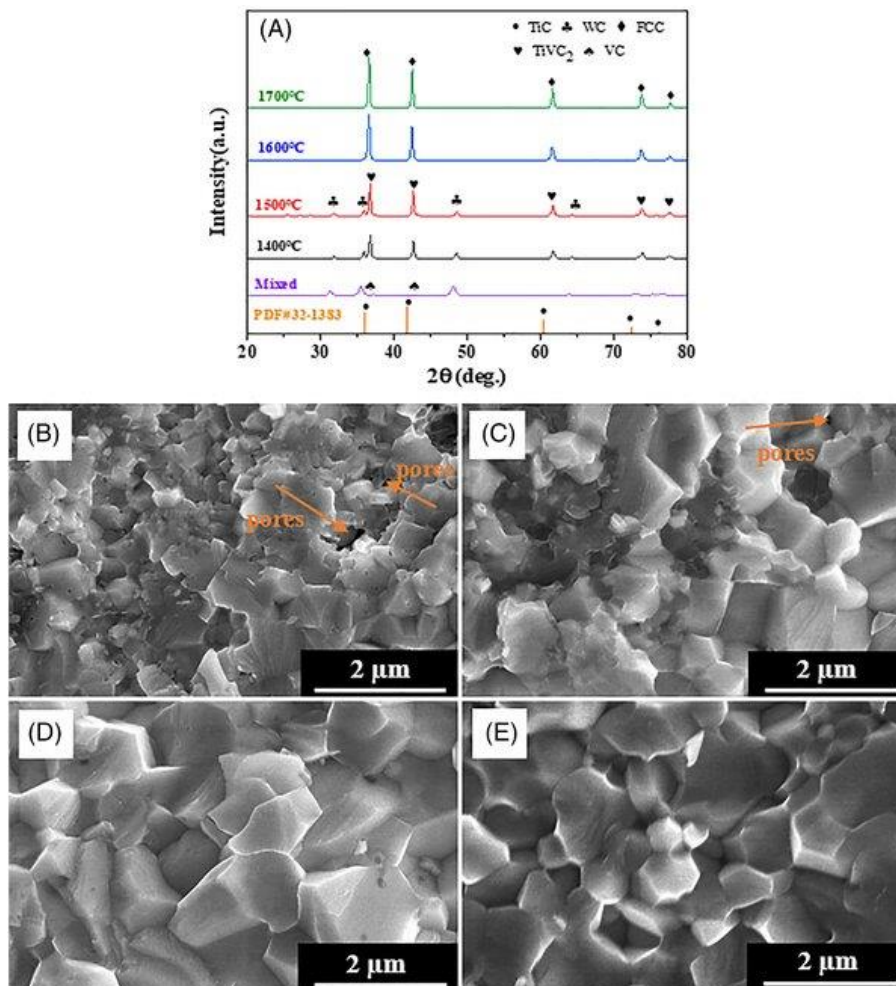 (A)
• TiC ♣ WC ♦ FCC
♥ TiVC₂ ♠ VC
1700°C
1600°C
1500°C
1400°C
Mixed
PDF#32-1383
Intensity(a.u.)
20 30 40 50 60 70 80
2θ (deg.)
(B)
pores
pores
2 μm
(C)
pores
2 μm
(D)
2 μm
(E)
2 μm